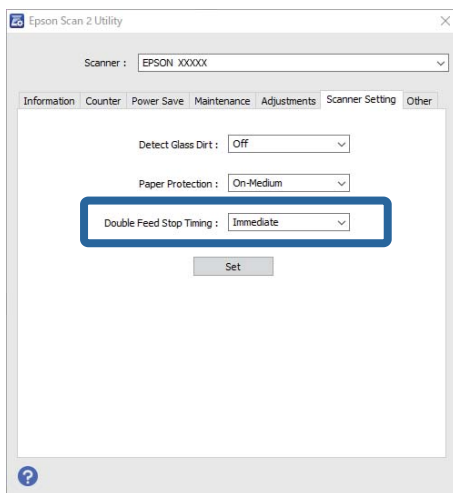 Epson Scan 2 Utility
Scanner : EPSON XXXXX
Information Counter Power Save Maintenance Adjustments Scanner Setting Other
Detect Glass Dirt : Off
Paper Protection : On-Medium
Double Feed Stop Timing : Immediate
Set
?